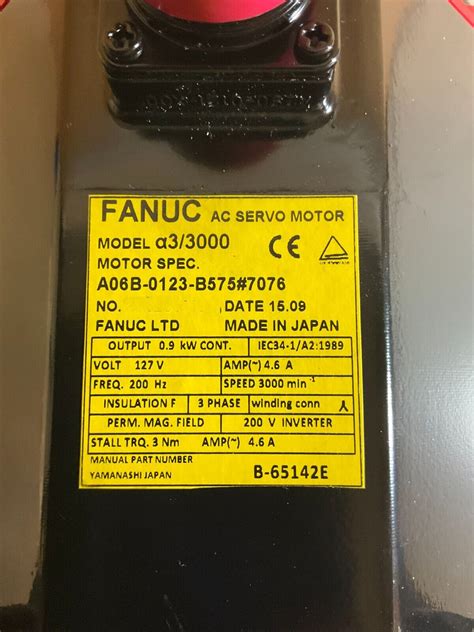 FANUC AC SERVO MOTOR
MODEL α3/3000
MOTOR SPEC.
A06B-0123-B575#7076
NO. DATE 15.09
FANUC LTD MADE IN JAPAN
OUTPUT 0.9 kW CONT. IEC34-1/A2:1989
VOLT 127 V AMP(~) 4.6 A
FREQ. 200 Hz SPEED 3000 min⁻¹
INSULATION F 3 PHASE winding conn
PERM. MAG. FIELD 200 V INVERTER
STALL TRQ. 3 Nm AMP(~) 4.6 A
MANUAL PART NUMBER
YAMANASHI JAPAN B-65142E